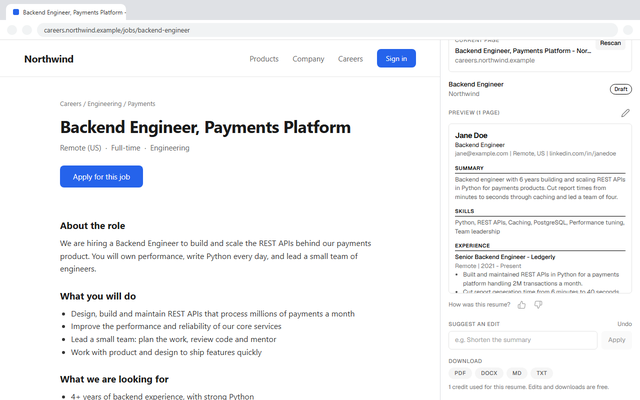 Backend Engineer, Payments Platform -
careers.northwind.example/jobs/backend-engineer
Northwind
Products
Company
Careers
Sign in
Careers / Engineering / Payments
Backend Engineer, Payments Platform
Remote (US) · Full-time · Engineering
Apply for this job
About the role
We are hiring a Backend Engineer to build and scale the REST APIs behind our payments
product. You will own performance, write Python every day, and lead a small team of
engineers.
What you will do
• Design, build and maintain REST APIs that process millions of payments a month
• Improve the performance and reliability of our core services
• Lead a small team: plan the work, review code and mentor
• Work with product and design to ship features quickly
What we are looking for
• 4+ years of backend experience, with strong Python
CURRENT PAGE
Backend Engineer, Payments Platform - Nor...
careers.northwind.example
Rescan
Backend Engineer
Northwind
Draft
PREVIEW (1 PAGE)
Jane Doe
Backend Engineer
jane@example.com | Remote, US | linkedin.com/in/janedoe
SUMMARY
Backend engineer with 6 years building and scaling REST APIs
in Python for payments products. Cut report times from
minutes to seconds through caching and led a team of four.
SKILLS
Python, REST APIs, Caching, PostgreSQL, Performance tuning,
Team leadership
EXPERIENCE
Senior Backend Engineer - Ledgerly
Remote | 2021 - Present
• Built and maintained REST APIs in Python for a payments
platform handling 2M transactions a month.
• Cut report generation time from 6 minutes to 40 seconds
How was this resume?
SUGGEST AN EDIT
Undo
e.g. Shorten the summary
Apply
DOWNLOAD
PDF
DOCX
MD
TXT
1 credit used for this resume. Edits and downloads are free.